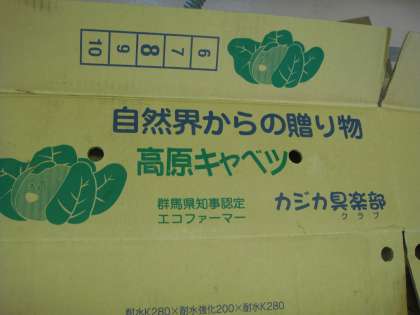 10 9 8 7 6
自然界からの贈り物
高原キャベツ
群馬県知事認定
エコファーマー
カジカ倶楽部
クラブ
耐水K280×耐水強化200×耐水K280